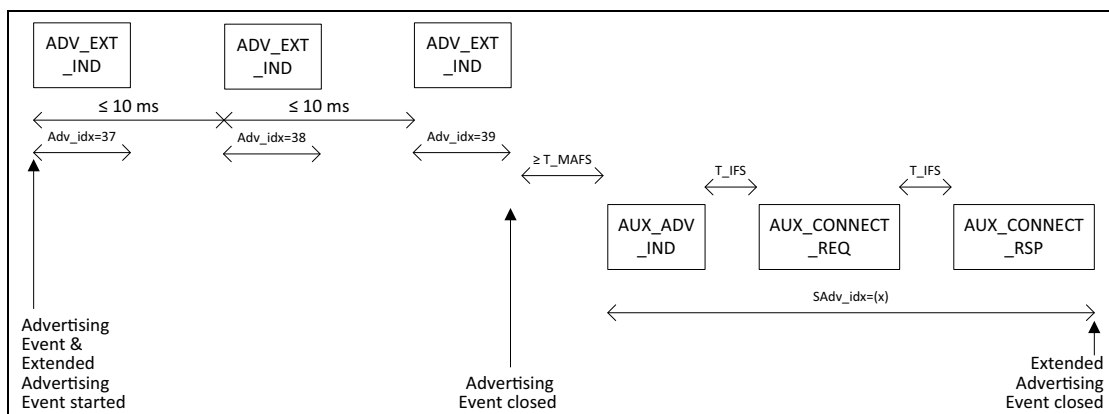 ADV_EXT
_IND
ADV_EXT
_IND
ADV_EXT
_IND
≤ 10 ms
≤ 10 ms
Adv_idx=37
Adv_idx=38
Adv_idx=39
≥ T_MAFS
T_IFS
T_IFS
AUX_ADV
_IND
AUX_CONNECT
_REQ
AUX_CONNECT
_RSP
SAdv_idx=(x)
Advertising
Event &
Extended
Advertising
Event started
Advertising
Event closed
Extended
Advertising
Event closed